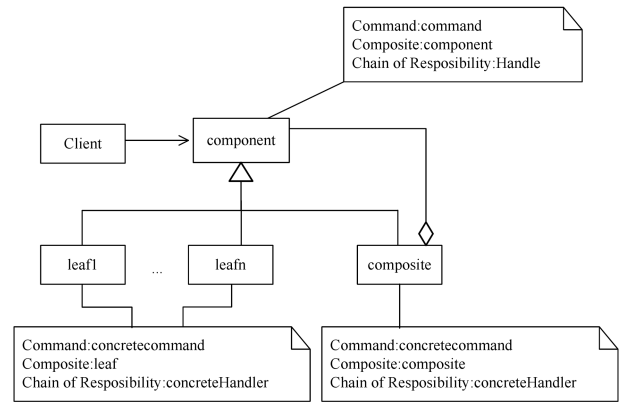 Command:command
Composite:component
Chain of Resposibility:Handle
Client
component
leaf1
...
leafn
composite
Command:concretecommand
Composite:leaf
Chain of Resposibility:concreteHandler
Command:concretecommand
Composite:composite
Chain of Resposibility:concreteHandler